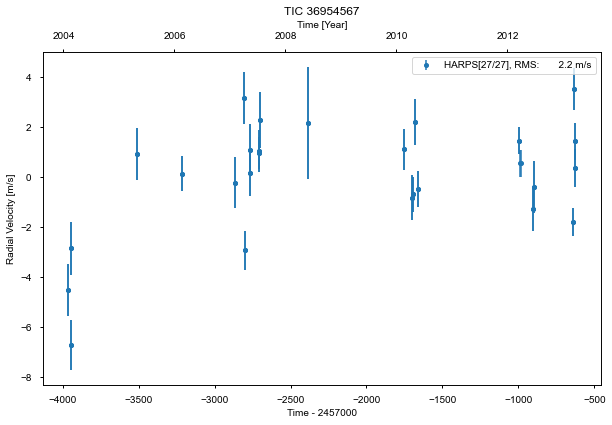 TIC 36954567
Time [Year]
2004 2006 2008 2010 2012
HARPS[27/27], RMS: 2.2 m/s
4
2
0
−2
−4
−6
−8
Radial Velocity [m/s]
−4000 −3500 −3000 −2500 −2000 −1500 −1000 −500
Time - 2457000